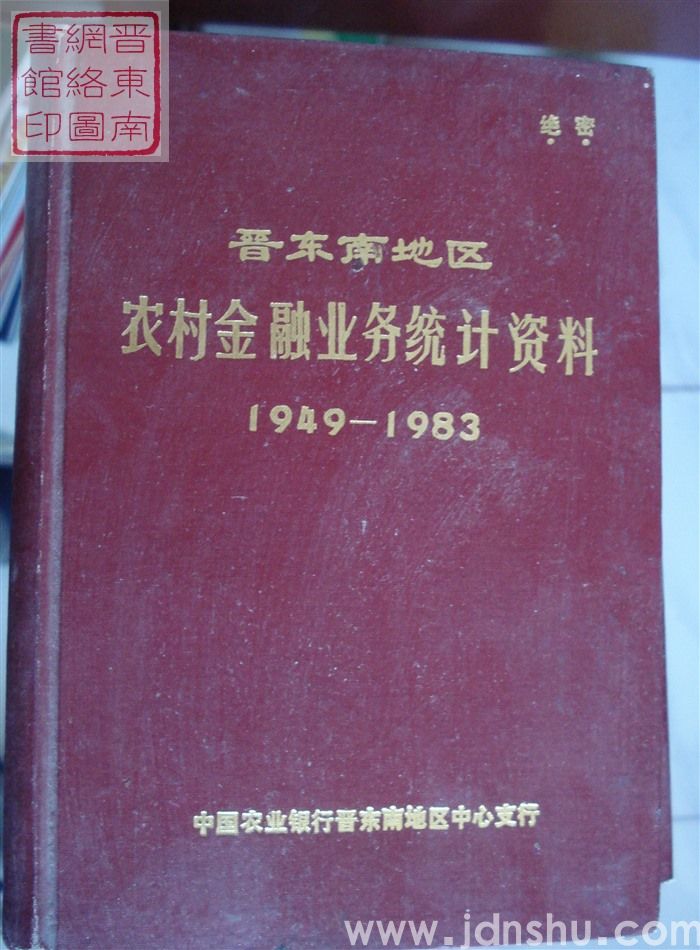 晋東南
網絡圖
書館印
绝密
晋东南地区
农村金融业务统计资料
1949-1983
中国农业银行晋东南地区中心支行
www.jdnshu.com